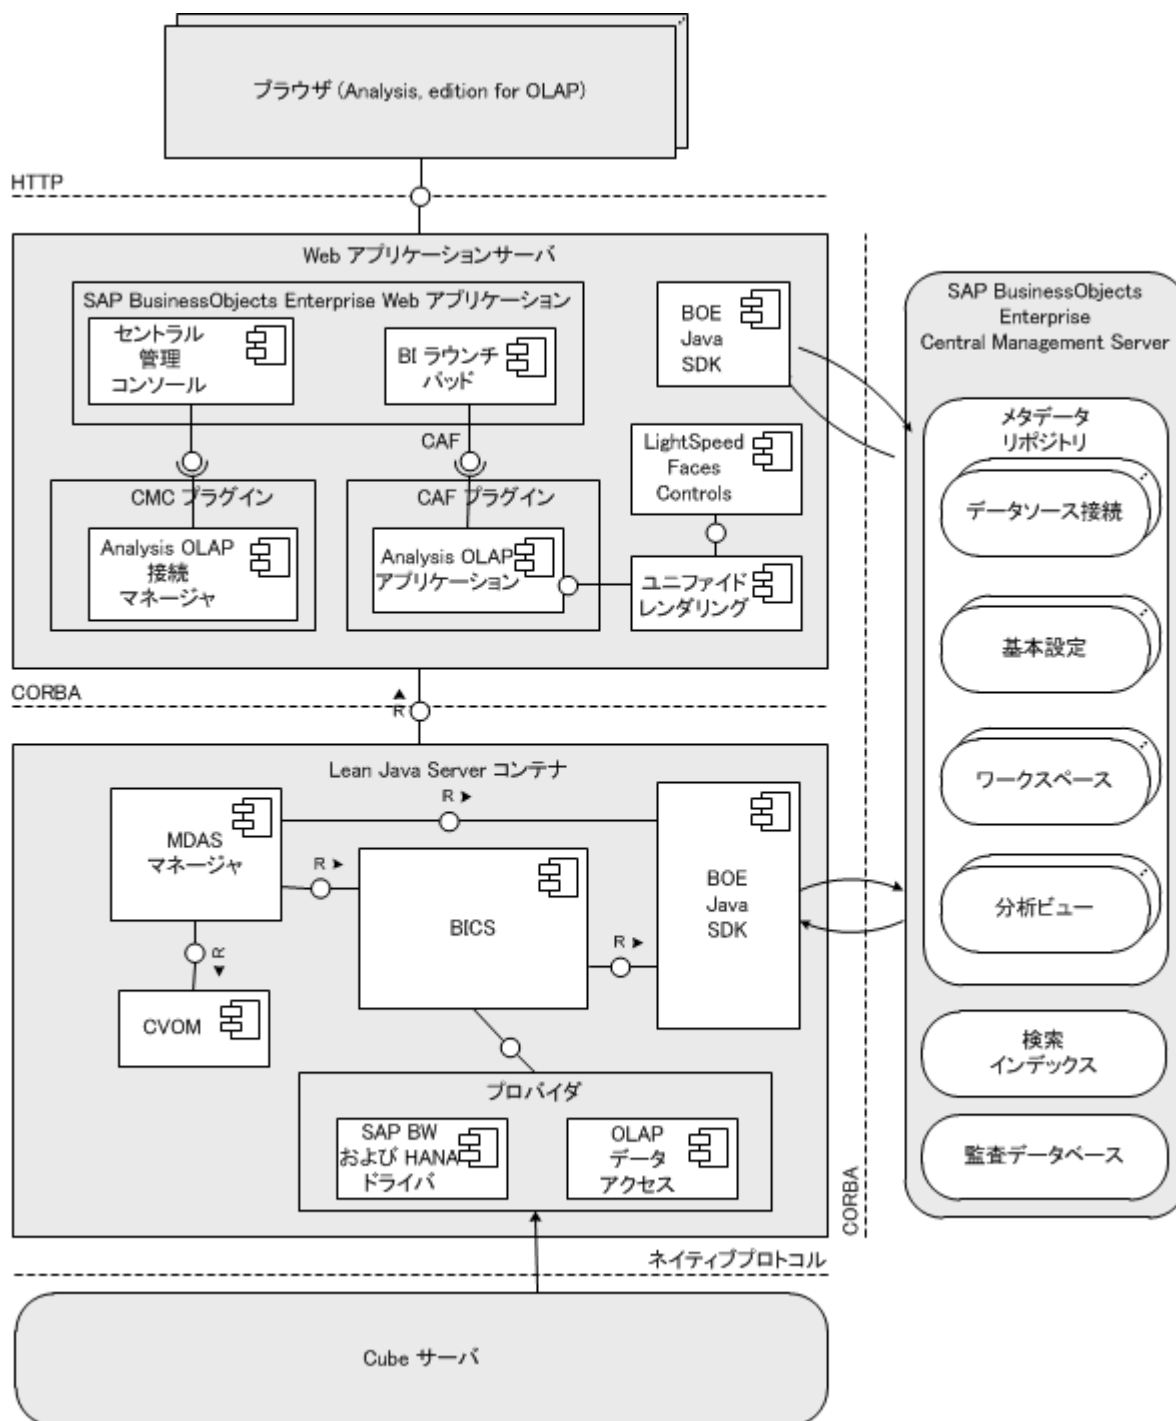 ブラウザ (Analysis, edition for OLAP)
HTTP
Web アプリケーションサーバ
SAP BusinessObjects Enterprise Web アプリケーション
セントラル
管理
コンソール
BI ラウンチ
パッド
BOE
Java
SDK
CAF
LightSpeed
Faces
Controls
CMC プラグイン
CAF プラグイン
Analysis OLAP
接続
マネージャ
Analysis OLAP
アプリケーション
ユニファイド
レンダリング
CORBA
R
Lean Java Server コンテナ
MDAS
マネージャ
R
R
BICS
R
R
BOE
Java
SDK
CVOM
プロバイダ
SAP BW
および HANA
ドライバ
OLAP
データ
アクセス
CORBA
ネイティブプロトコル
Cube サーバ
SAP BusinessObjects
Enterprise
Central Management Server
メタデータ
リポジトリ
データソース接続
基本設定
ワークスペース
分析ビュー
検索
インデックス
監査データベース